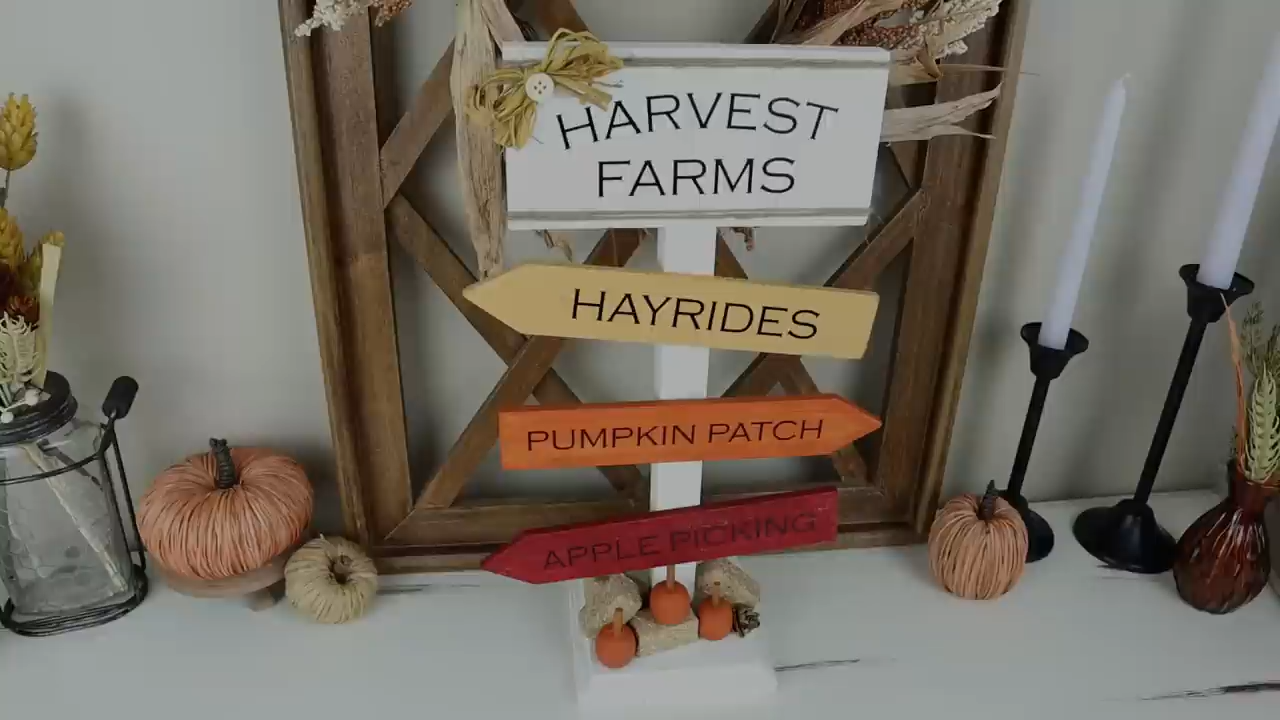 HARVEST
FARMS
HAYRIDES
PUMPKIN PATCH
APPLE PICKING